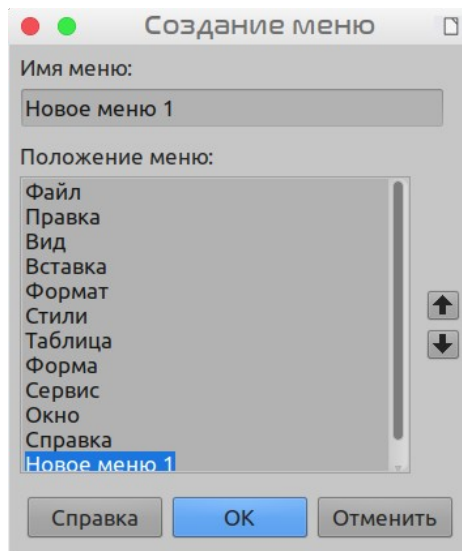 Создание меню
Имя меню:
Новое меню 1
Положение меню:
Файл
Правка
Вид
Вставка
Формат
Стили
Таблица
Форма
Сервис
Окно
Справка
Новое меню 1
Справка ОК Отменить